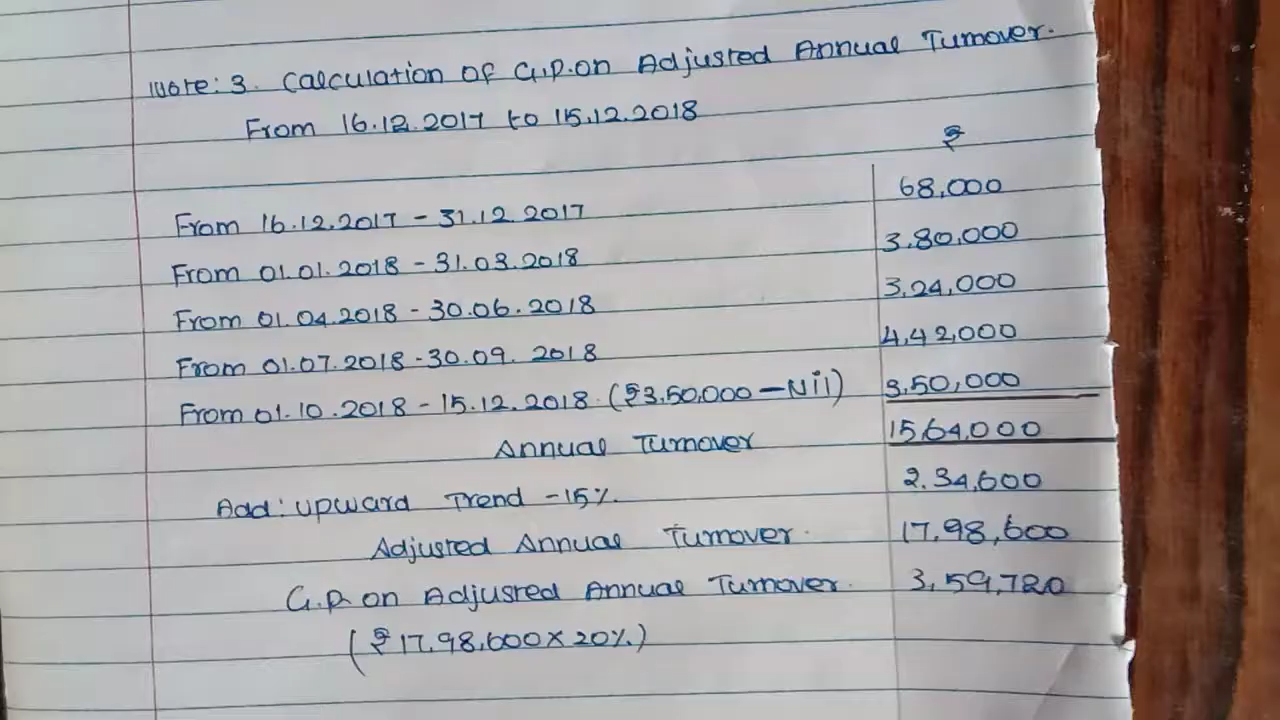 Note: 3. Calculation of G.P. on Adjusted Annual Turnover.
From 16.12.2017 to 15.12.2018
₹
From 16.12.2017 - 31.12.2017 68,000
From 01.01.2018 - 31.03.2018 3,80,000
From 01.04.2018 - 30.06.2018 3,24,000
From 01.07.2018 - 30.09.2018 4,42,000
From 01.10.2018 - 15.12.2018 (₹3,50,000 - Nil) 3,50,000
Annual Turnover 15,64,000
Add: upward Trend - 15% 2,34,600
Adjusted Annual Turnover. 17,98,600
G.P. on Adjusted Annual Turnover. 3,59,720
(₹17,98,600 × 20%)